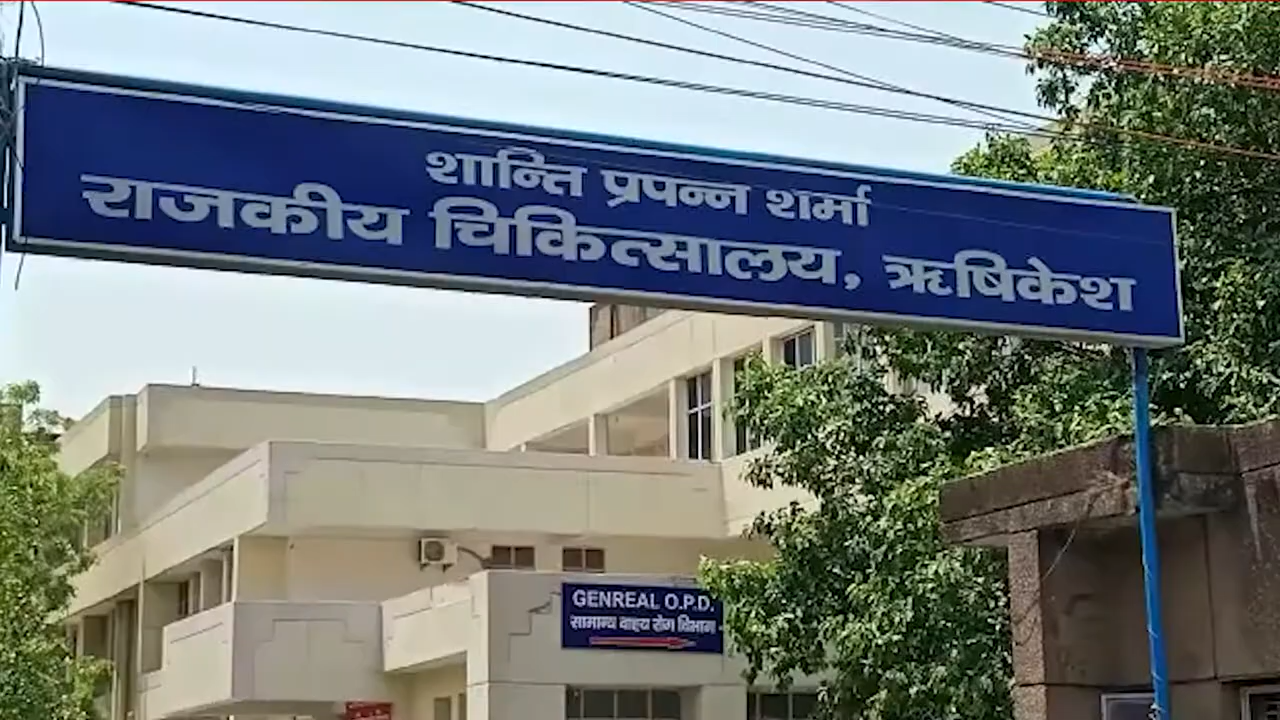 शान्ति प्रपन्न शर्मा
राजकीय चिकित्सालय, ऋषिकेश
GENREAL O.P.D.
सामान्य वाह्य रोग विभाग